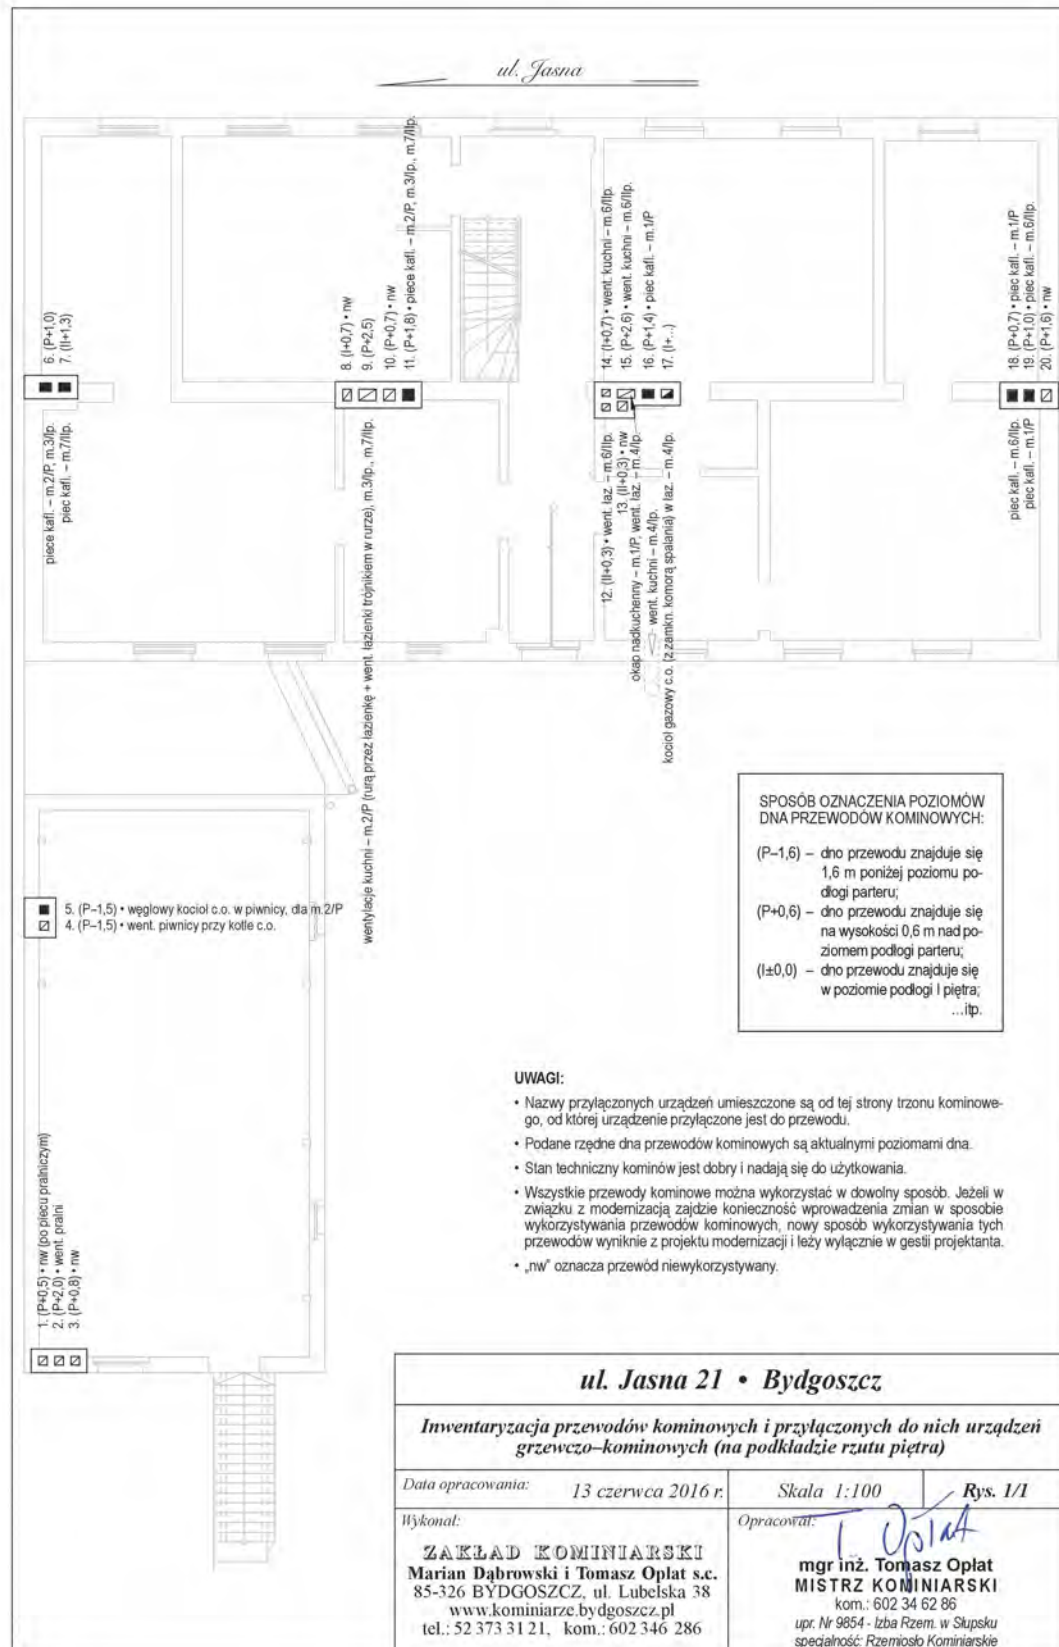 ul. Jasna
6. (P+1,0)
7. (II+1,3)
piece kafl. – m.2/P, m.3/Ip.
piec kafl. – m.7/IIp.
8. (I+0,7) • nw
9. (P+2,5)
10. (P+0,7) • nw
11. (P+1,8) • piece kafl. – m.2/P, m.3/Ip., m.7/IIp.
wentylacje kuchni – m.2/P (rurą przez łazienkę + went. łazienki trójnikiem w rurze), m.3/Ip., m.7/IIp.
14. (I+0,7) • went. kuchni – m.6/IIp.
15. (P+2,6) • went. kuchni – m.6/IIp.
16. (P+1,4) • piec kafl. – m.1/P
17. (I+...)
12. (II+0,3) • went. łaz. – m.6/IIp.
13. (II+0,3) • nw
okap nadkuchenny – m.1/P, went. łaz. – m.4/Ip.
went. kuchni – m.4/Ip.
kocioł gazowy c.o. (z zamkn. komorą spalania) w łaz. – m.4/Ip.
18. (P+0,7) • piec kafl. – m.1/P
19. (P+1,0) • piec kafl. – m.6/IIp.
20. (P+1,6) • nw
piec kafl. – m.6/IIp.
piec kafl. – m.1/P
5. (P–1,5) • węglowy kocioł c.o. w piwnicy, dla m.2/P
4. (P–1,5) • went. piwnicy przy kotle c.o.
1. (P+0,5) • nw (po piecu pralniczym)
2. (P+2,0) • went. pralni
3. (P+0,8) • nw
SPOSÓB OZNACZENIA POZIOMÓW
DNA PRZEWODÓW KOMINOWYCH:
(P–1,6) – dno przewodu znajduje się
1,6 m poniżej poziomu po-
dłogi parteru;
(P+0,6) – dno przewodu znajduje się
na wysokości 0,6 m nad po-
ziomem podłogi parteru;
(I±0,0) – dno przewodu znajduje się
w poziomie podłogi I piętra;
...itp.
UWAGI:
• Nazwy przyłączonych urządzeń umieszczone są od tej strony trzonu kominowe-
go, od której urządzenie przyłączone jest do przewodu.
• Podane rzędne dna przewodów kominowych są aktualnymi poziomami dna.
• Stan techniczny kominów jest dobry i nadają się do użytkowania.
• Wszystkie przewody kominowe można wykorzystać w dowolny sposób. Jeżeli w
związku z modernizacją zajdzie konieczność wprowadzenia zmian w sposobie
wykorzystywania przewodów kominowych, nowy sposób wykorzystywania tych
przewodów wyniknie z projektu modernizacji i leży wyłącznie w gestii projektanta.
• „nw” oznacza przewód niewykorzystywany.
ul. Jasna 21 • Bydgoszcz
Inwentaryzacja przewodów kominowych i przyłączonych do nich urządzeń
grzewczo–kominowych (na podkładzie rzutu piętra)
Data opracowania: 13 czerwca 2016 r.
Skala 1:100
Rys. 1/1
Wykonał:
ZAKŁAD KOMINIARSKI
Marian Dąbrowski i Tomasz Opłat s.c.
85-326 BYDGOSZCZ, ul. Lubelska 38
www.kominiarze.bydgoszcz.pl
tel.: 52 373 31 21, kom.: 602 346 286
Opracował:
T. Opłat
mgr inż. Tomasz Opłat
MISTRZ KOMINIARSKI
kom.: 602 34 62 86
upr. Nr 9854 - Izba Rzem. w Słupsku
specjalność: Rzemiosło Kominiarskie